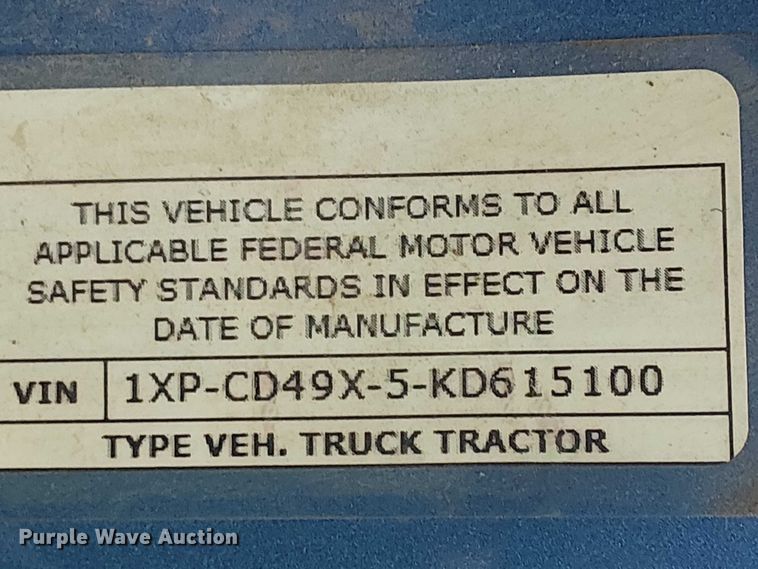 THIS VEHICLE CONFORMS TO ALL
APPLICABLE FEDERAL MOTOR VEHICLE
SAFETY STANDARDS IN EFFECT ON THE
DATE OF MANUFACTURE
VIN 1XP-CD49X-5-KD615100
TYPE VEH. TRUCK TRACTOR
Purple Wave Auction